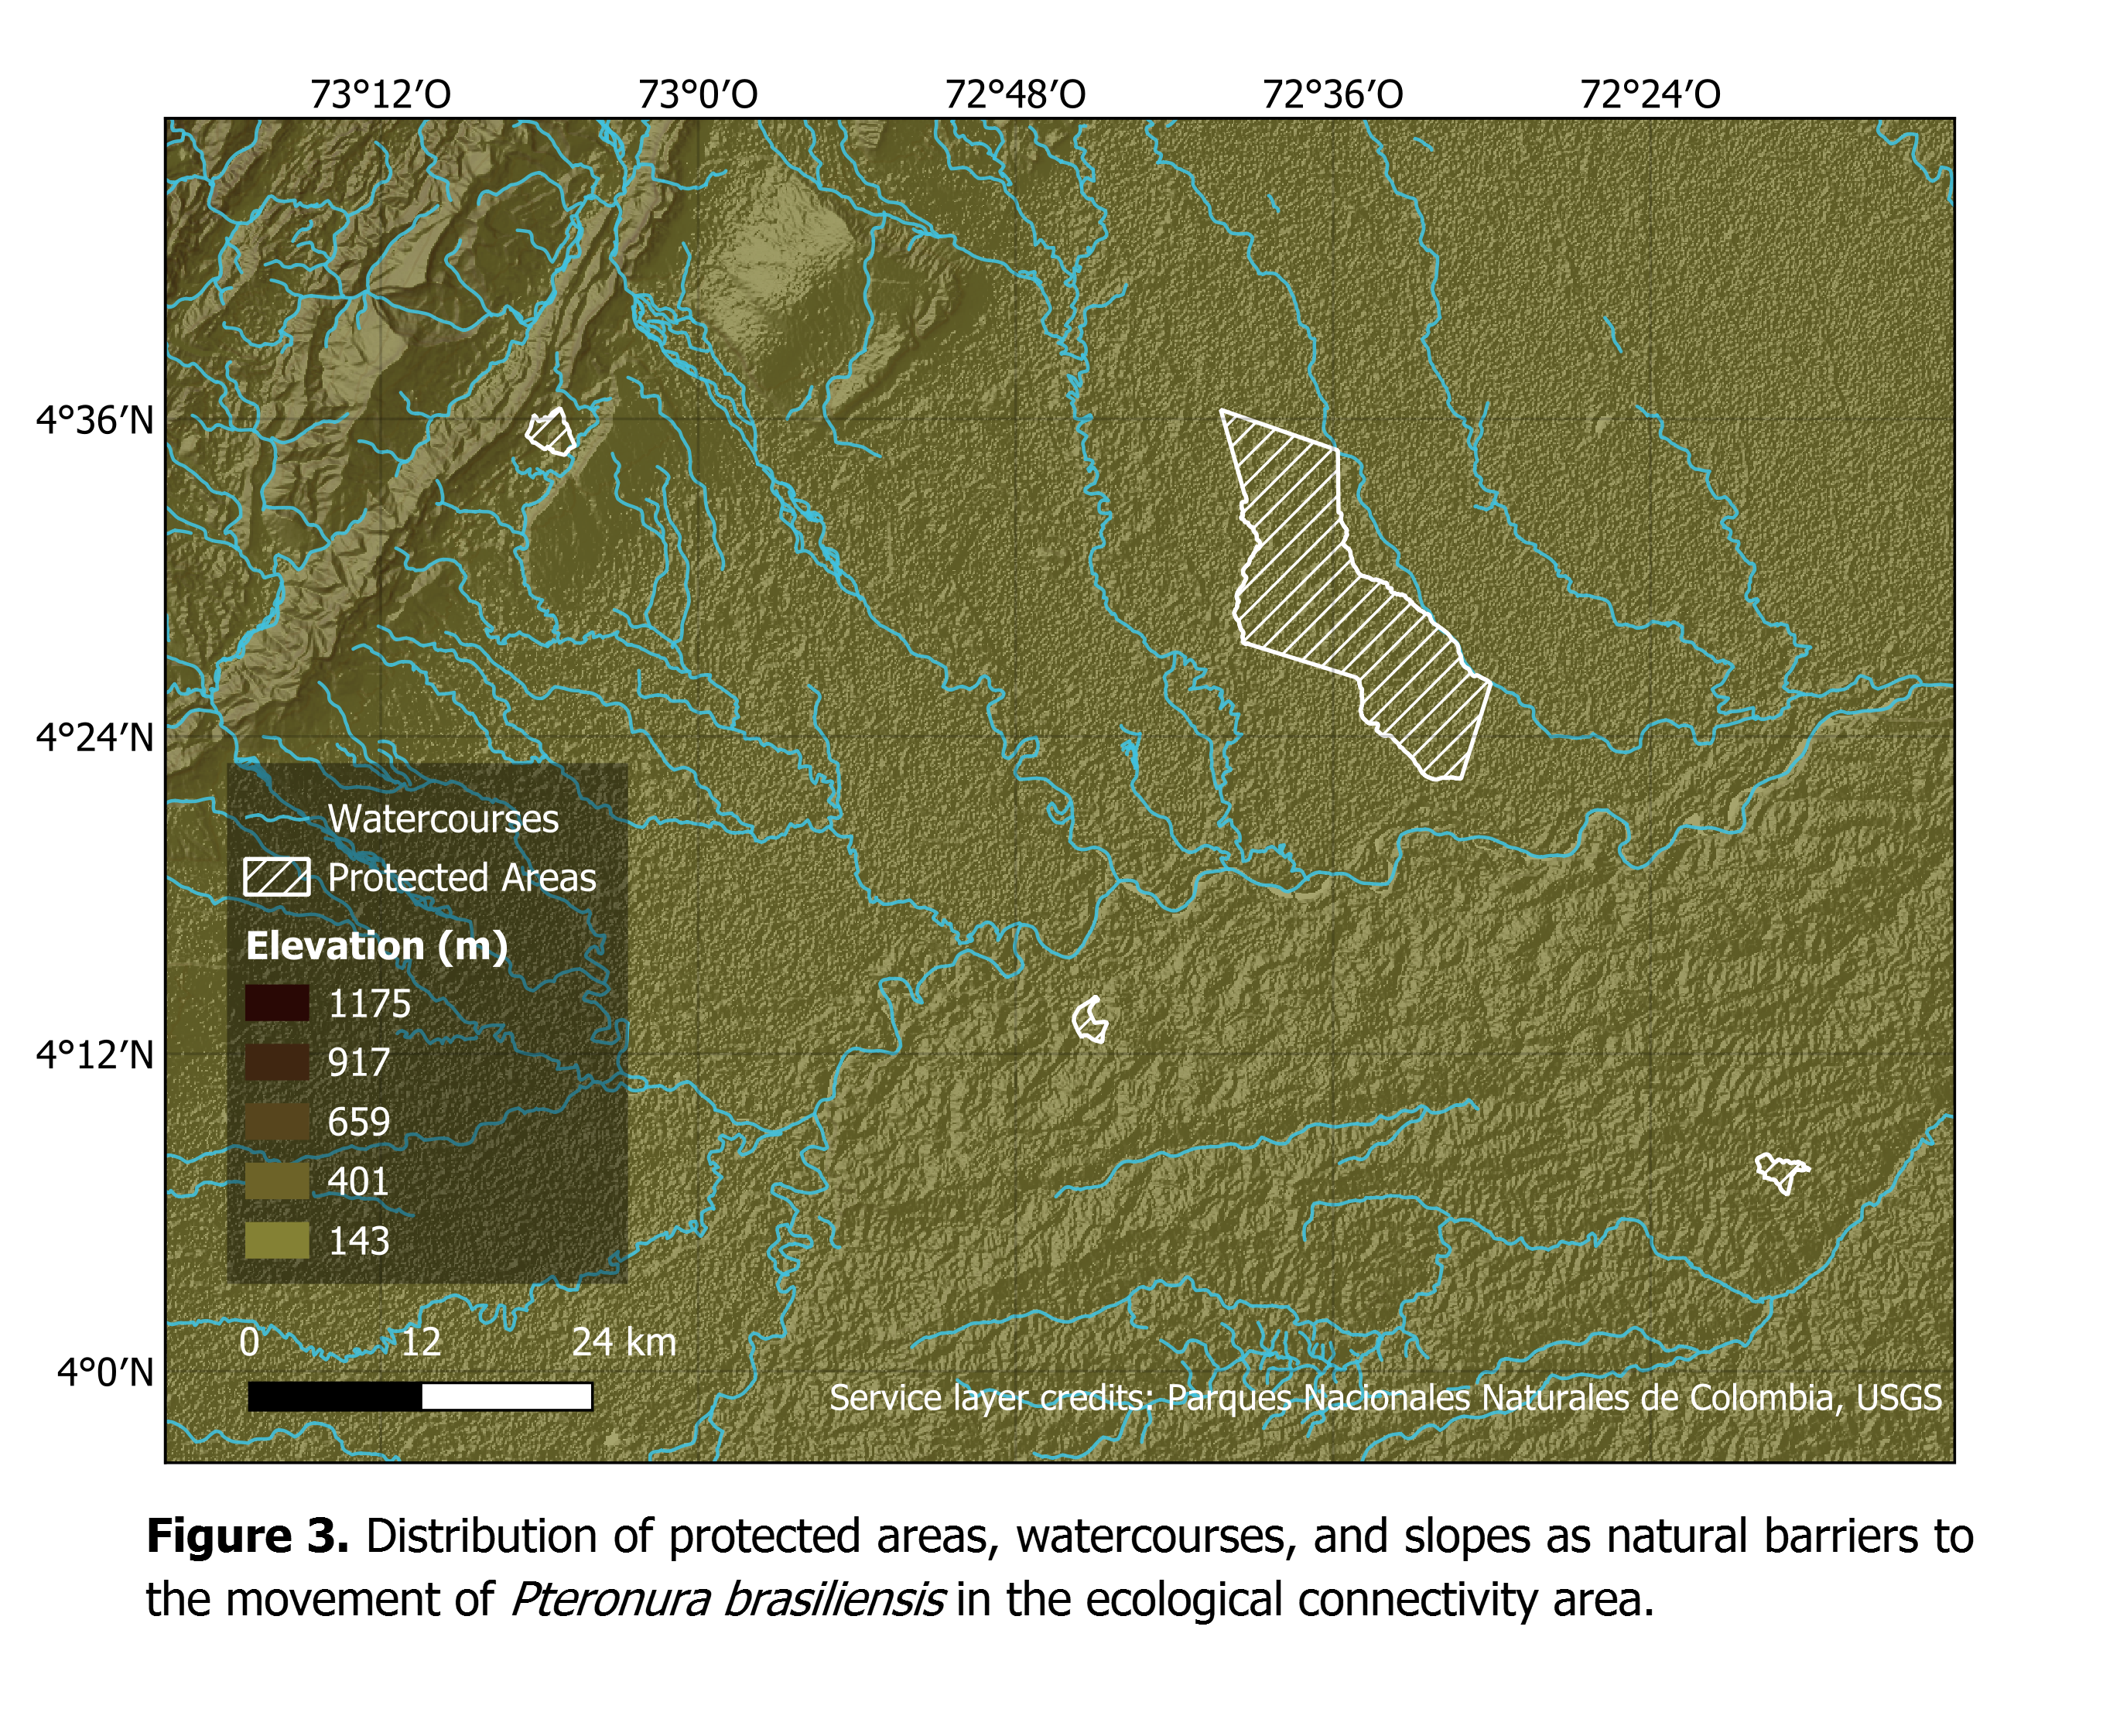 73°12′O 73°0′O 72°48′O 72°36′O 72°24′O
4°36′N
4°24′N
4°12′N
4°0′N
Watercourses
Protected Areas
Elevation (m)
1175
917
659
401
143
0 12 24 km
Service layer credits: Parques Nacionales Naturales de Colombia, USGS
Figure 3. Distribution of protected areas, watercourses, and slopes as natural barriers to
the movement of Pteronura brasiliensis in the ecological connectivity area.